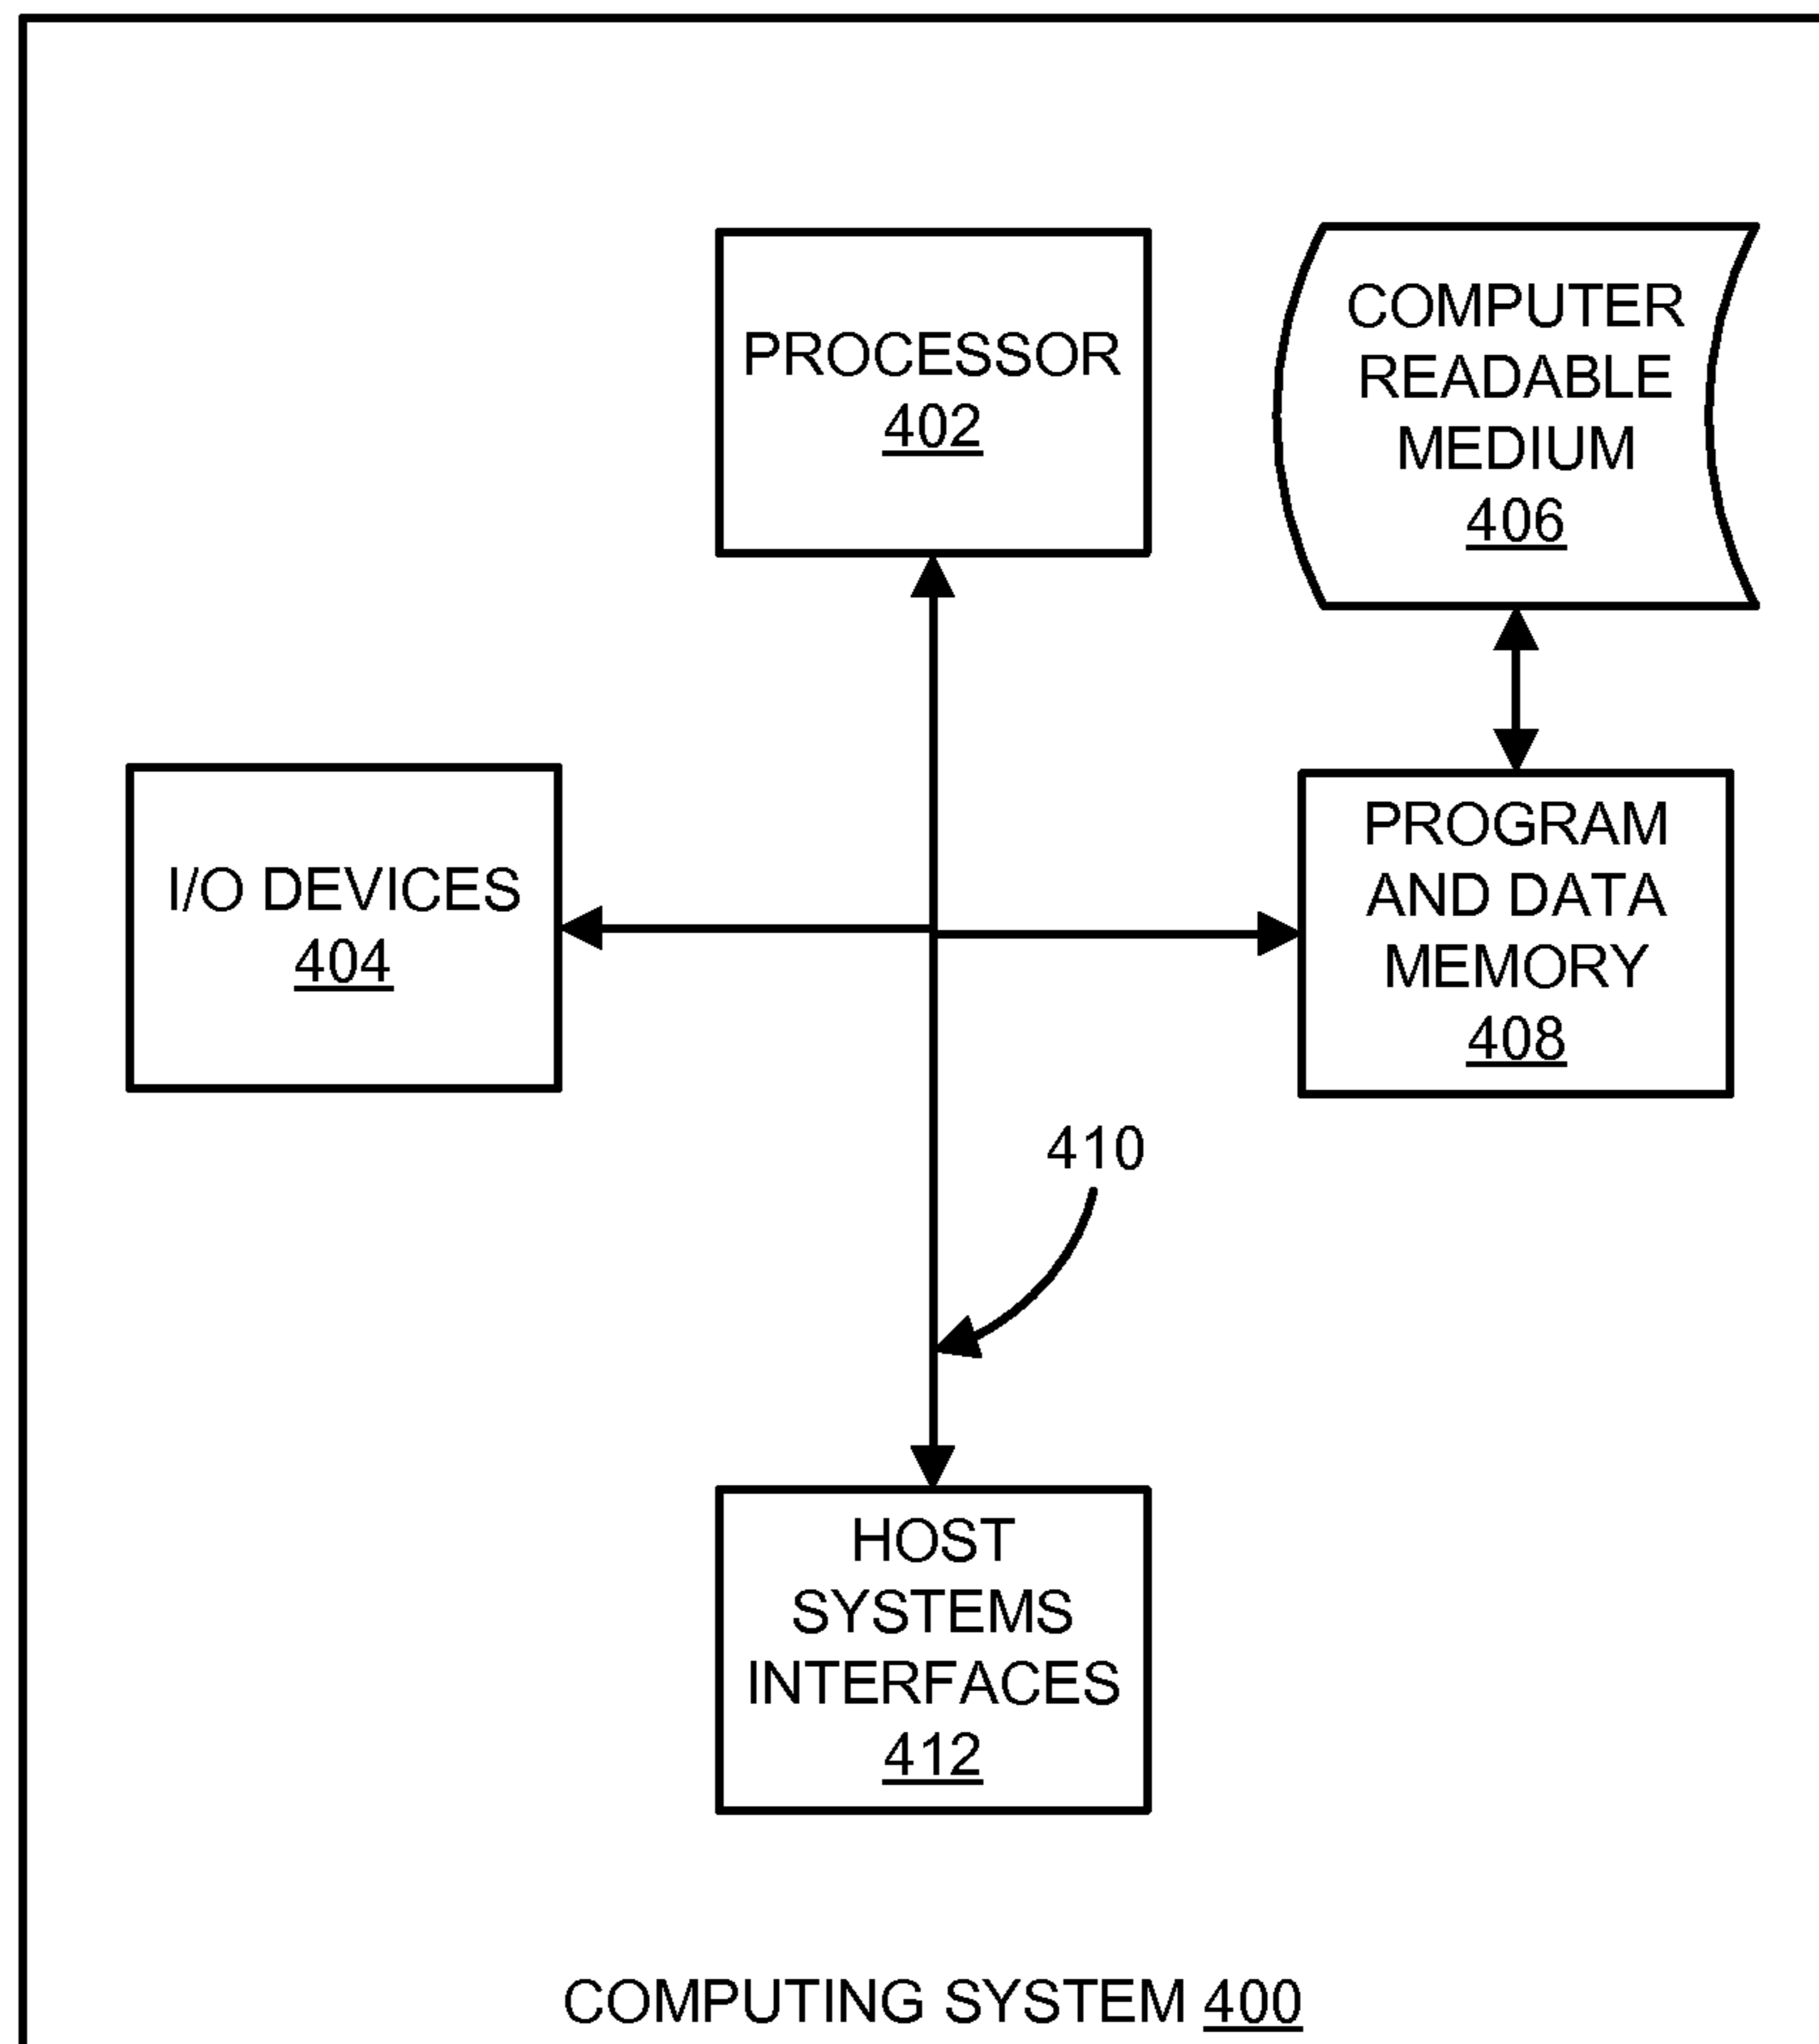 PROCESSOR
402
COMPUTER
READABLE
MEDIUM
406
I/O DEVICES
404
PROGRAM
AND DATA
MEMORY
408
410
HOST
SYSTEMS
INTERFACES
412
COMPUTING SYSTEM 400